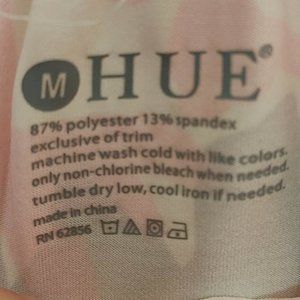 M HUE®
87% polyester 13% spandex
exclusive of trim
machine wash cold with like colors.
only non-chlorine bleach when needed.
tumble dry low, cool iron if needed.
made in china
RN 62856